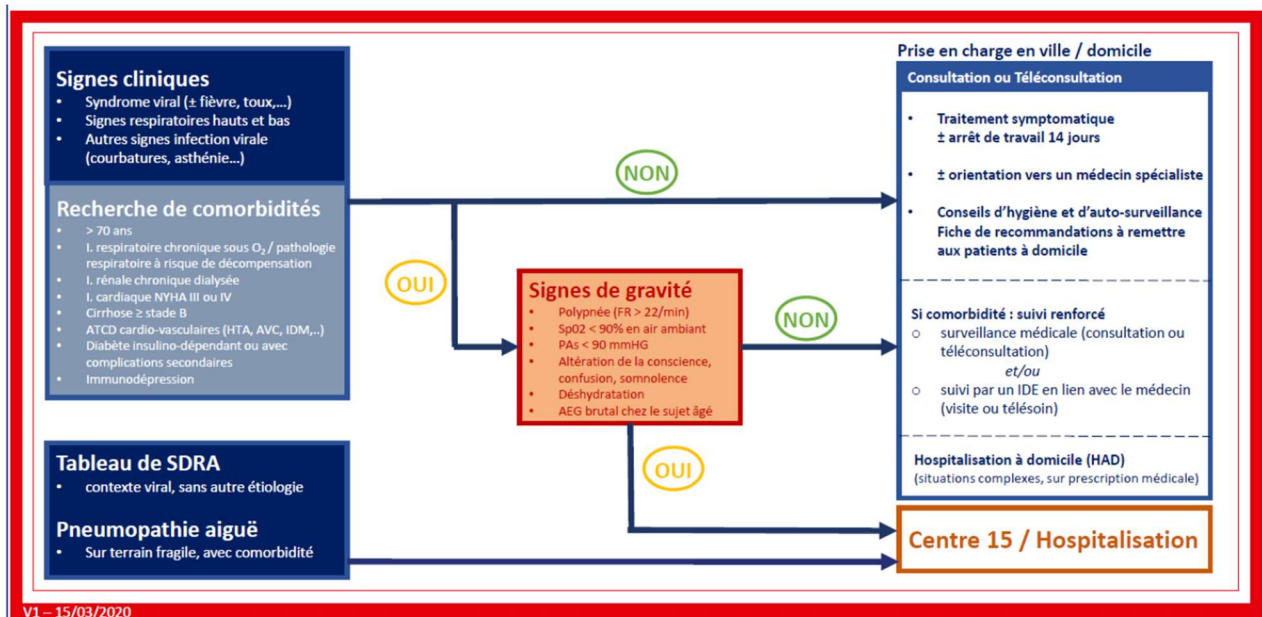 Signes cliniques
• Syndrome viral (± fièvre, toux,...)
• Signes respiratoires hauts et bas
• Autres signes infection virale
(courbatures, asthénie...)
Recherche de comorbidités
• > 70 ans
• I. respiratoire chronique sous O₂ / pathologie
respiratoire à risque de décompensation
• I. rénale chronique dialysée
• I. cardiaque NYHA III ou IV
• Cirrhose ≥ stade B
• ATCD cardio-vasculaires (HTA, AVC, IDM,..)
• Diabète insulino-dépendant ou avec
complications secondaires
• Immunodépression
Tableau de SDRA
• contexte viral, sans autre étiologie
Pneumopathie aiguë
• Sur terrain fragile, avec comorbidité
NON
OUI
Signes de gravité
• Polypnée (FR > 22/min)
• Sp02 < 90% en air ambiant
• PAs < 90 mmHG
• Altération de la conscience,
confusion, somnolence
• Déshydratation
• AEG brutal chez le sujet âgé
NON
OUI
Prise en charge en ville / domicile
Consultation ou Téléconsultation
• Traitement symptomatique
± arrêt de travail 14 jours
• ± orientation vers un médecin spécialiste
• Conseils d'hygiène et d'auto-surveillance
Fiche de recommandations à remettre
aux patients à domicile
Si comorbidité : suivi renforcé
o surveillance médicale (consultation ou
téléconsultation)
et/ou
o suivi par un IDE en lien avec le médecin
(visite ou télésoin)
Hospitalisation à domicile (HAD)
(situations complexes, sur prescription médicale)
Centre 15 / Hospitalisation
V1 – 15/03/2020